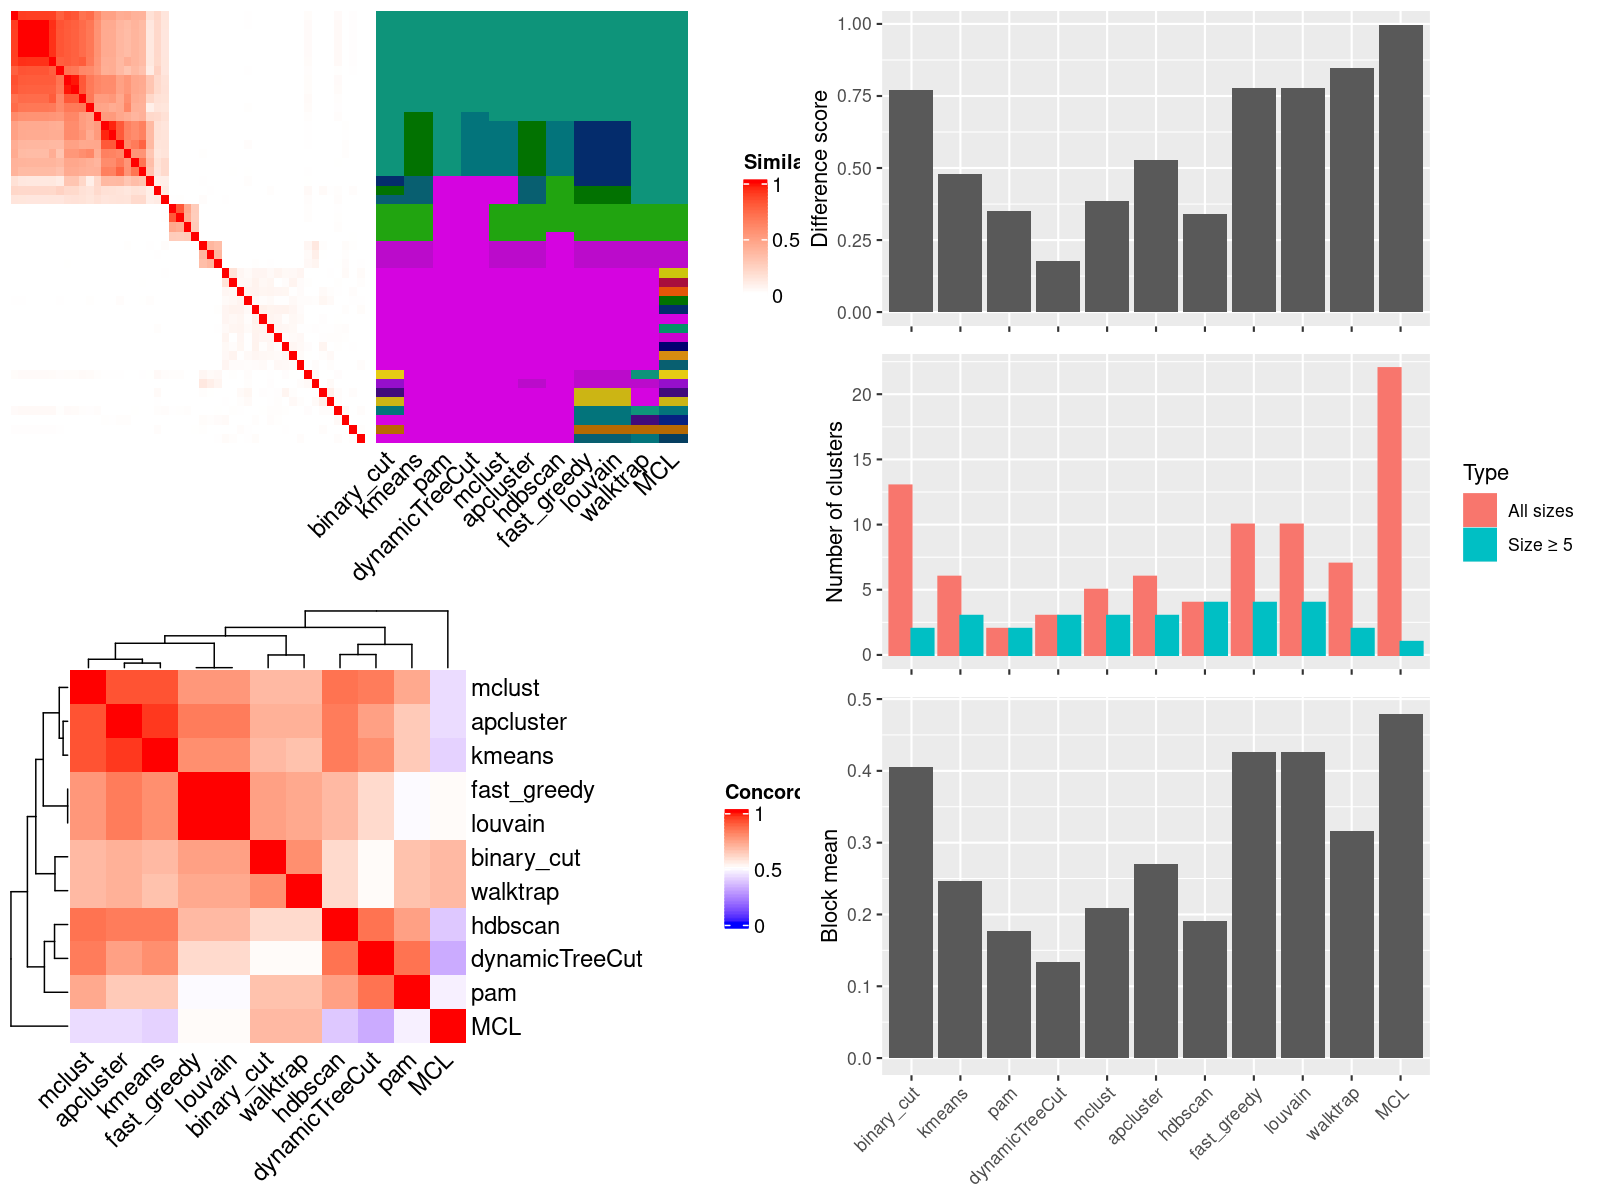 Simila
1
0.5
0
binary_cut
kmeans
pam
dynamicTreeCut
mclust
apcluster
hdbscan
fast_greedy
louvain
walktrap
MCL
mclust
apcluster
kmeans
fast_greedy
louvain
binary_cut
walktrap
hdbscan
dynamicTreeCut
pam
MCL
Concord
1
0.5
0
mclust
apcluster
kmeans
fast_greedy
louvain
binary_cut
walktrap
hdbscan
dynamicTreeCut
pam
MCL
Difference score
1.00
0.75
0.50
0.25
0.00
Number of clusters
20
15
10
5
0
Type
All sizes
Size ≥ 5
Block mean
0.5
0.4
0.3
0.2
0.1
0.0
binary_cut
kmeans
pam
dynamicTreeCut
mclust
apcluster
hdbscan
fast_greedy
louvain
walktrap
MCL